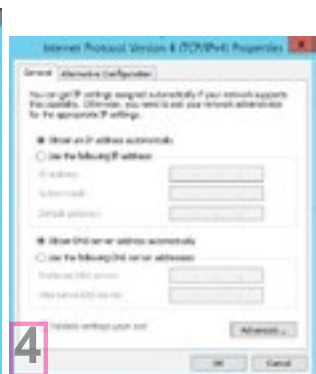 Internet Protocol Version 4 (TCP/IPv4) Properties
General Alternate Configuration
You can get IP settings assigned automatically if your network supports
this capability. Otherwise, you need to ask your network administrator
for the appropriate IP settings.
Obtain an IP address automatically
Use the following IP address:
IP address:
Subnet mask:
Default gateway:
Obtain DNS server address automatically
Use the following DNS server addresses:
Preferred DNS server:
Alternate DNS server:
Validate settings upon exit
Advanced...
4
OK Cancel